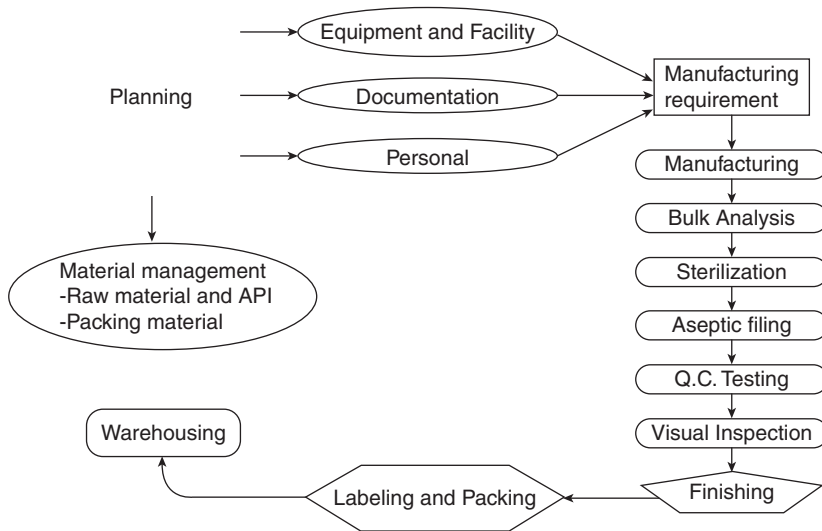 Equipment and Facility
Planning
Documentation
Personal
Manufacturing
requirement
Manufacturing
Bulk Analysis
Sterilization
Aseptic filing
Q.C. Testing
Visual Inspection
Finishing
Material management
-Raw material and API
-Packing material
Warehousing
Labeling and Packing